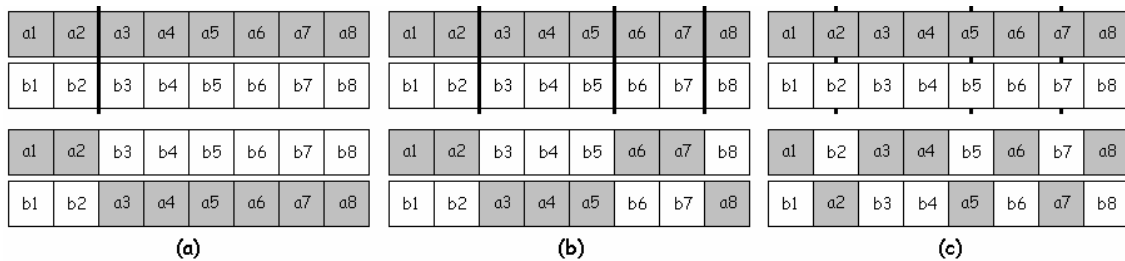 a1 a2 a3 a4 a5 a6 a7 a8
b1 b2 b3 b4 b5 b6 b7 b8
a1 a2 b3 b4 b5 b6 b7 b8
b1 b2 a3 a4 a5 a6 a7 a8
(a)
a1 a2 a3 a4 a5 a6 a7 a8
b1 b2 b3 b4 b5 b6 b7 b8
a1 a2 b3 b4 b5 a6 a7 b8
b1 b2 a3 a4 a5 b6 b7 a8
(b)
a1 a2 a3 a4 a5 a6 a7 a8
b1 b2 b3 b4 b5 b6 b7 b8
a1 b2 a3 a4 b5 a6 b7 a8
b1 a2 b3 b4 a5 b6 a7 b8
(c)